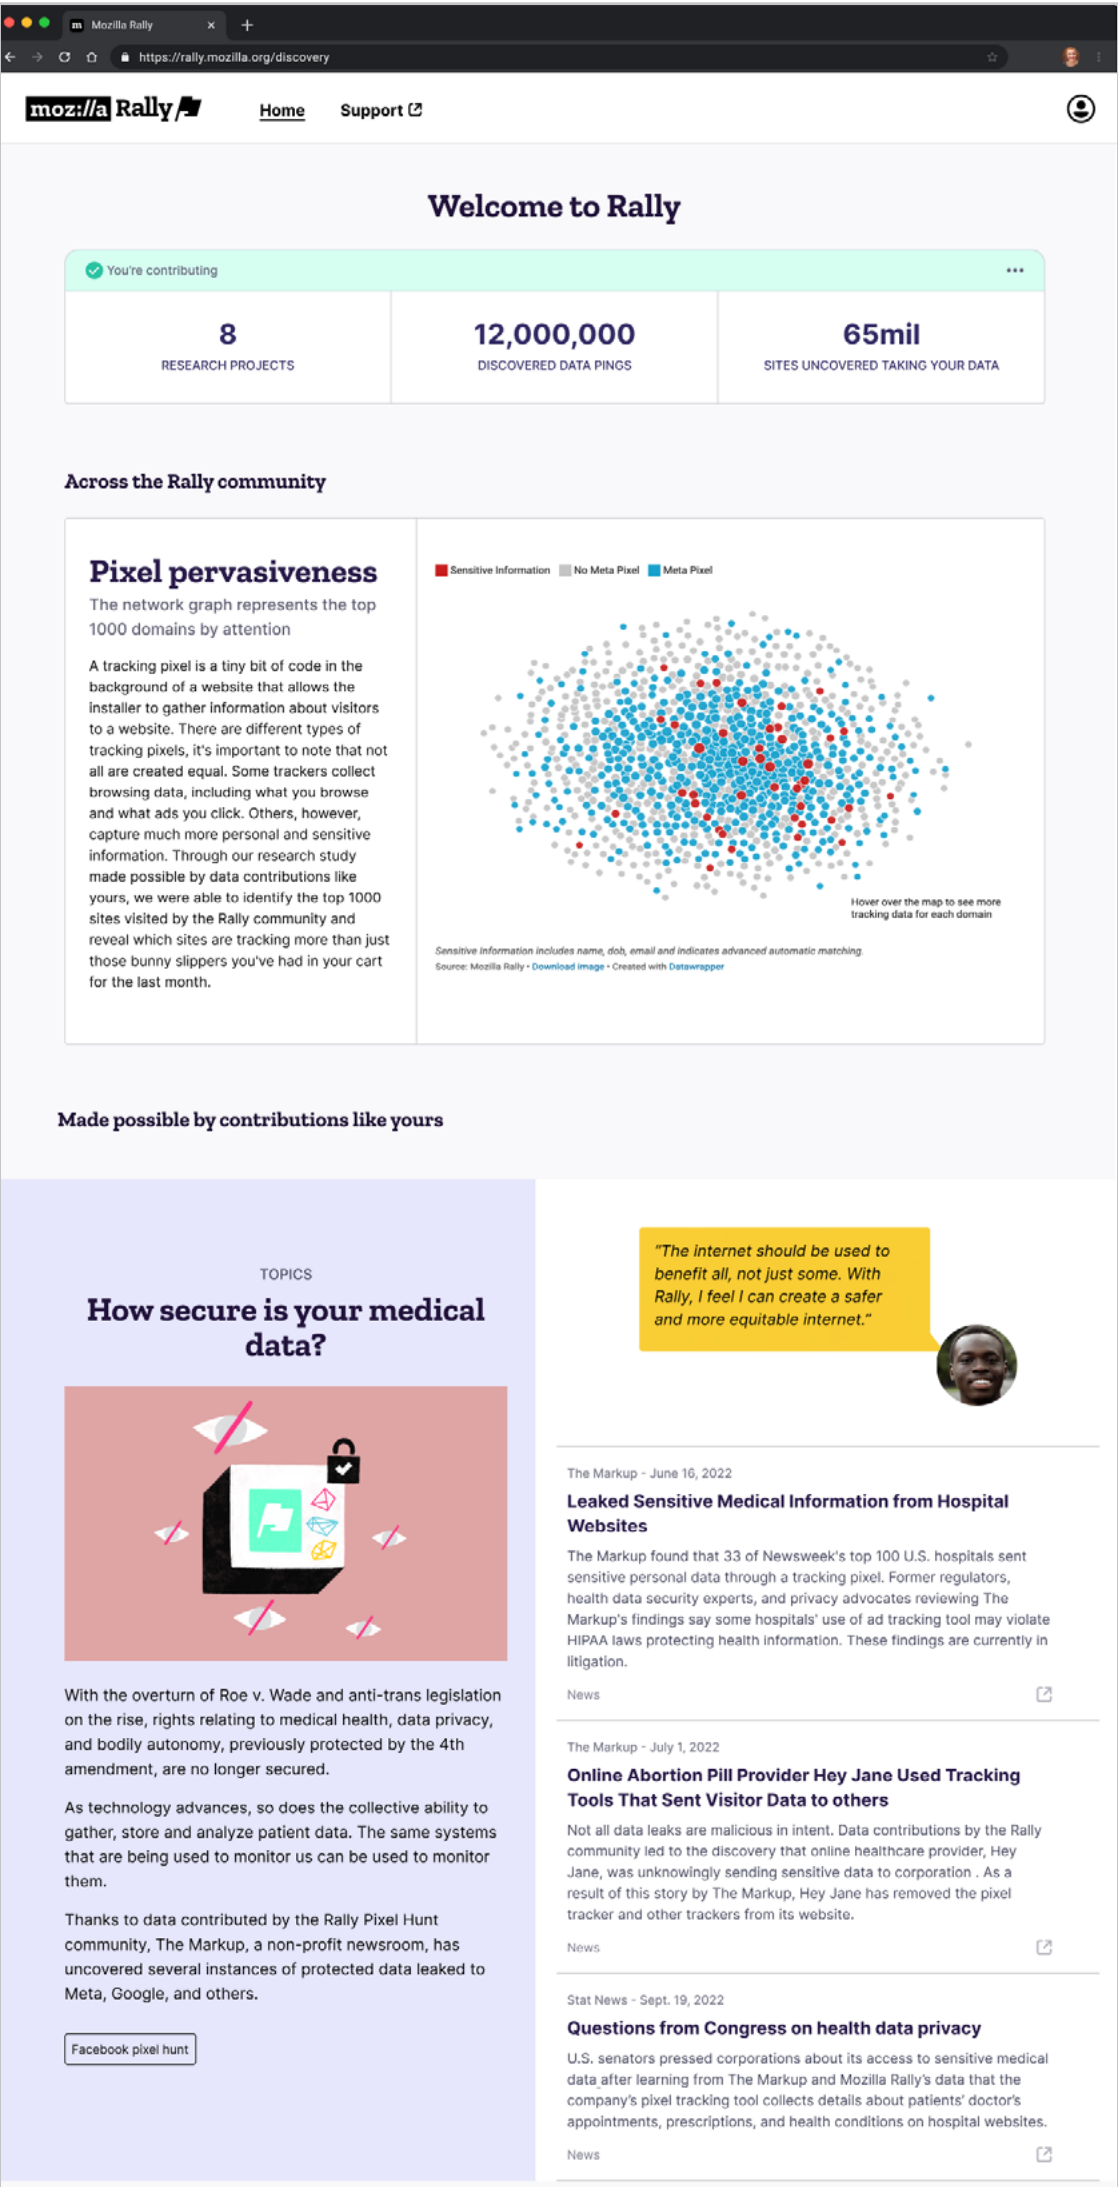 m Mozilla Rally × +
https://rally.mozilla.org/discovery
moz://a Rally
Home
Support
Welcome to Rally
You're contributing
8
RESEARCH PROJECTS
12,000,000
DISCOVERED DATA PINGS
65mil
SITES UNCOVERED TAKING YOUR DATA
Across the Rally community
Pixel pervasiveness
The network graph represents the top
1000 domains by attention
A tracking pixel is a tiny bit of code in the
background of a website that allows the
installer to gather information about visitors
to a website. There are different types of
tracking pixels, it's important to note that not
all are created equal. Some trackers collect
browsing data, including what you browse
and what ads you click. Others, however,
capture much more personal and sensitive
information. Through our research study
made possible by data contributions like
yours, we were able to identify the top 1000
sites visited by the Rally community and
reveal which sites are tracking more than just
those bunny slippers you've had in your cart
for the last month.
Sensitive Information No Meta Pixel Meta Pixel
Hover over the map to see more
tracking data for each domain
Sensitive Information includes name, dob, email and indicates advanced automatic matching.
Source: Mozilla Rally • Download image • Created with Datawrapper
Made possible by contributions like yours
TOPICS
How secure is your medical
data?
With the overturn of Roe v. Wade and anti-trans legislation
on the rise, rights relating to medical health, data privacy,
and bodily autonomy, previously protected by the 4th
amendment, are no longer secured.
As technology advances, so does the collective ability to
gather, store and analyze patient data. The same systems
that are being used to monitor us can be used to monitor
them.
Thanks to data contributed by the Rally Pixel Hunt
community, The Markup, a non-profit newsroom, has
uncovered several instances of protected data leaked to
Meta, Google, and others.
Facebook pixel hunt
"The internet should be used to
benefit all, not just some. With
Rally, I feel I can create a safer
and more equitable internet."
The Markup - June 16, 2022
Leaked Sensitive Medical Information from Hospital
Websites
The Markup found that 33 of Newsweek's top 100 U.S. hospitals sent
sensitive personal data through a tracking pixel. Former regulators,
health data security experts, and privacy advocates reviewing The
Markup's findings say some hospitals' use of ad tracking tool may violate
HIPAA laws protecting health information. These findings are currently in
litigation.
News
The Markup - July 1, 2022
Online Abortion Pill Provider Hey Jane Used Tracking
Tools That Sent Visitor Data to others
Not all data leaks are malicious in intent. Data contributions by the Rally
community led to the discovery that online healthcare provider, Hey
Jane, was unknowingly sending sensitive data to corporation . As a
result of this story by The Markup, Hey Jane has removed the pixel
tracker and other trackers from its website.
News
Stat News - Sept. 19, 2022
Questions from Congress on health data privacy
U.S. senators pressed corporations about its access to sensitive medical
data after learning from The Markup and Mozilla Rally's data that the
company's pixel tracking tool collects details about patients' doctor's
appointments, prescriptions, and health conditions on hospital websites.
News